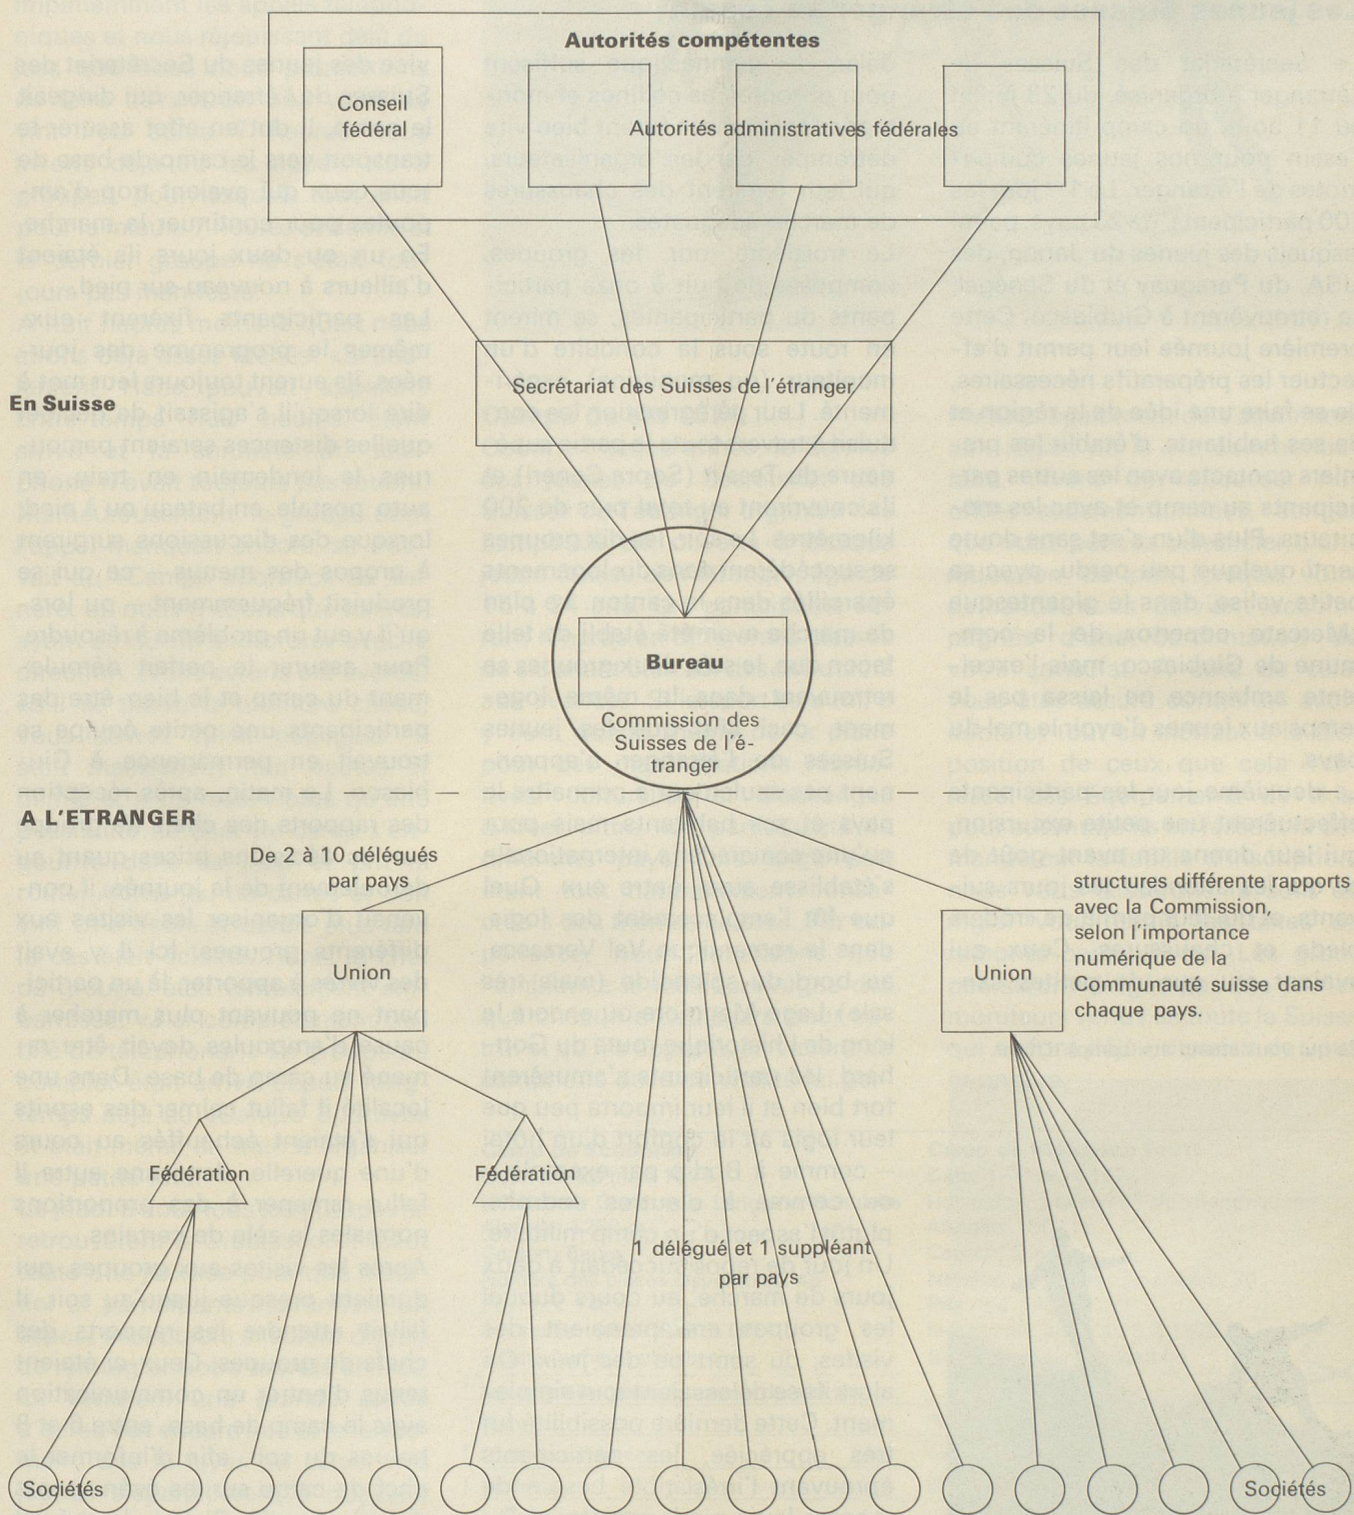 Autorités compétentes
Conseil
fédéral
Autorités administratives fédérales
Secrétariat des Suisses de l'étranger
En Suisse
Bureau
Commission des
Suisses de l'é-
tranger
A L'ETRANGER
De 2 à 10 délégués
par pays
structures différente rapports
avec la Commission,
selon l'importance
numérique de la
Communauté suisse dans
chaque pays.
Union
Union
Fédération
Fédération
1 délégué et 1 suppléant
par pays
Sociétés
Sociétés